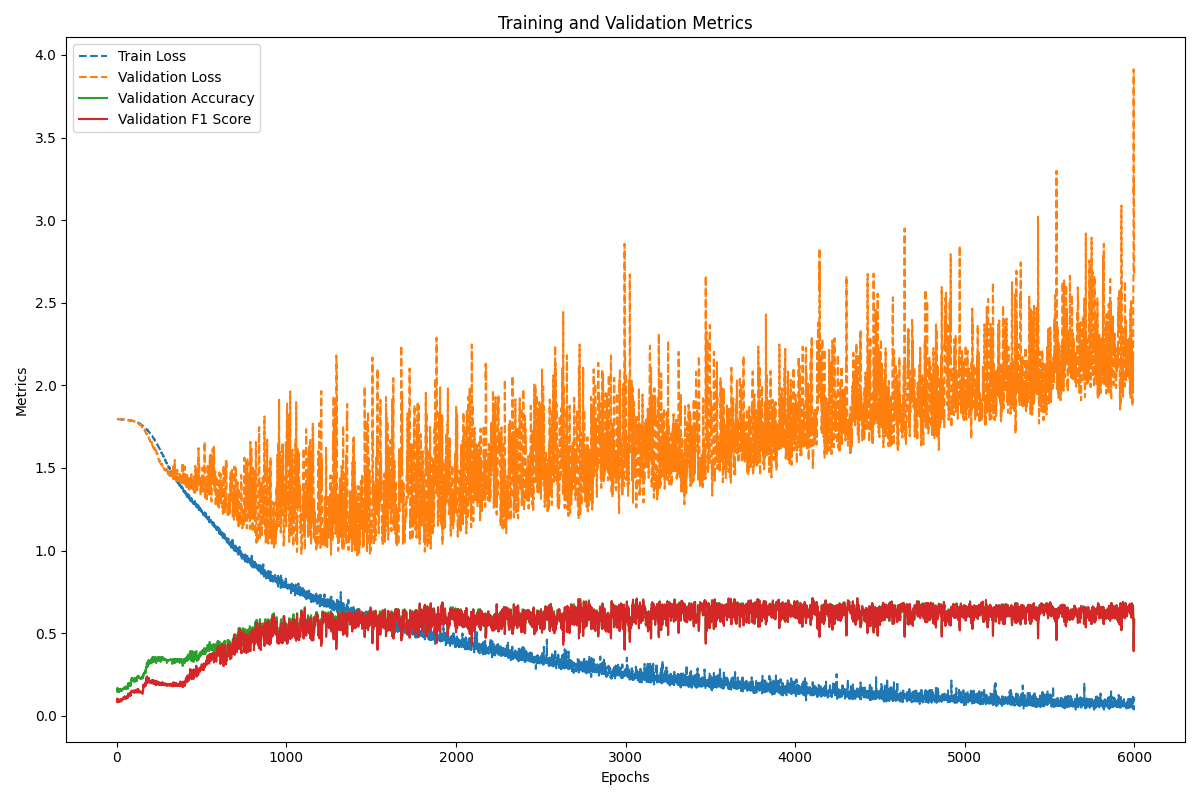 Training and Validation Metrics
Train Loss
Validation Loss
Validation Accuracy
Validation F1 Score
4.0
3.5
3.0
2.5
2.0
1.5
1.0
0.5
0.0
Metrics
0 1000 2000 3000 4000 5000 6000
Epochs